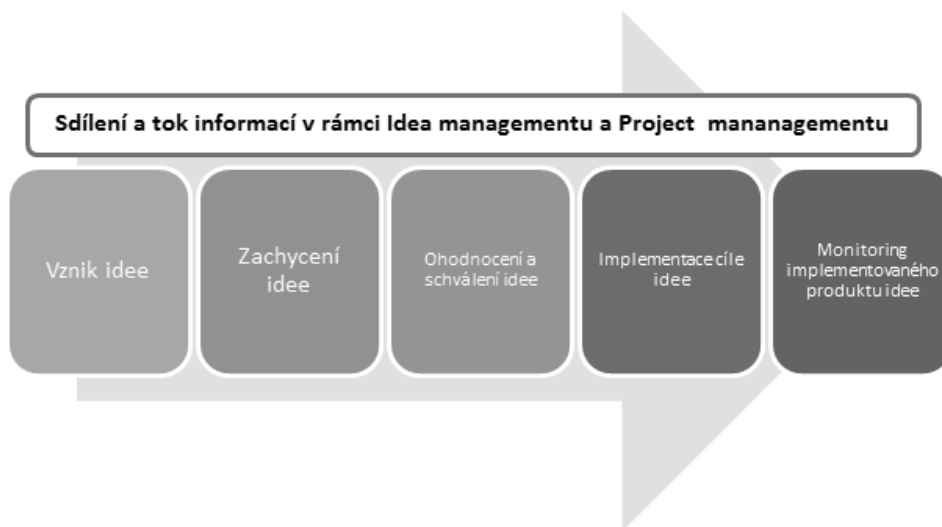 Sdílení a tok informací v rámci Idea managementu a Project mananagementu
Vznik idee
Zachycení
idee
Ohodnocení a
schválení idee
Implementace cíle
idee
Monitoring
implementovaného
produktu idee